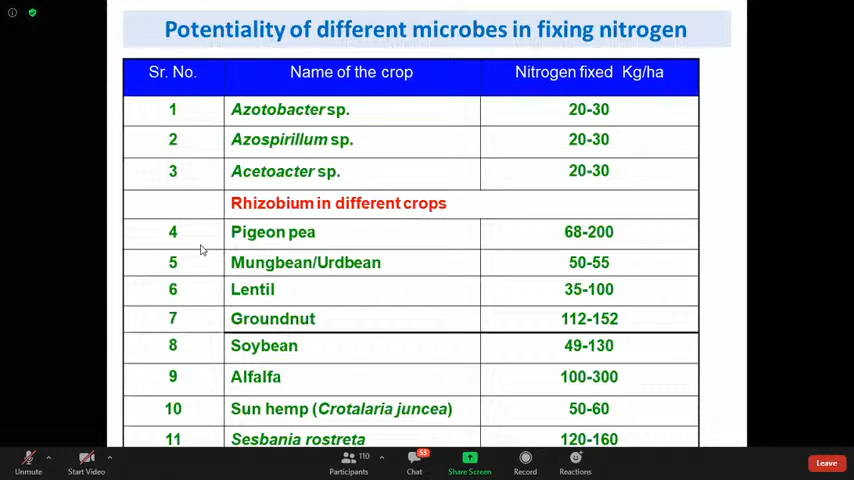 Potentiality of different microbes in fixing nitrogen
Sr. No. Name of the crop Nitrogen fixed Kg/ha
1 Azotobacter sp. 20-30
2 Azospirillum sp. 20-30
3 Acetoacter sp. 20-30
Rhizobium in different crops
4 Pigeon pea 68-200
5 Mungbean/Urdbean 50-55
6 Lentil 35-100
7 Groundnut 112-152
8 Soybean 49-130
9 Alfalfa 100-300
10 Sun hemp (Crotalaria juncea) 50-60
11 Sesbania rostreta 120-160
Unmute Start Video Participants 110 Chat 53 Share Screen Record Reactions Leave